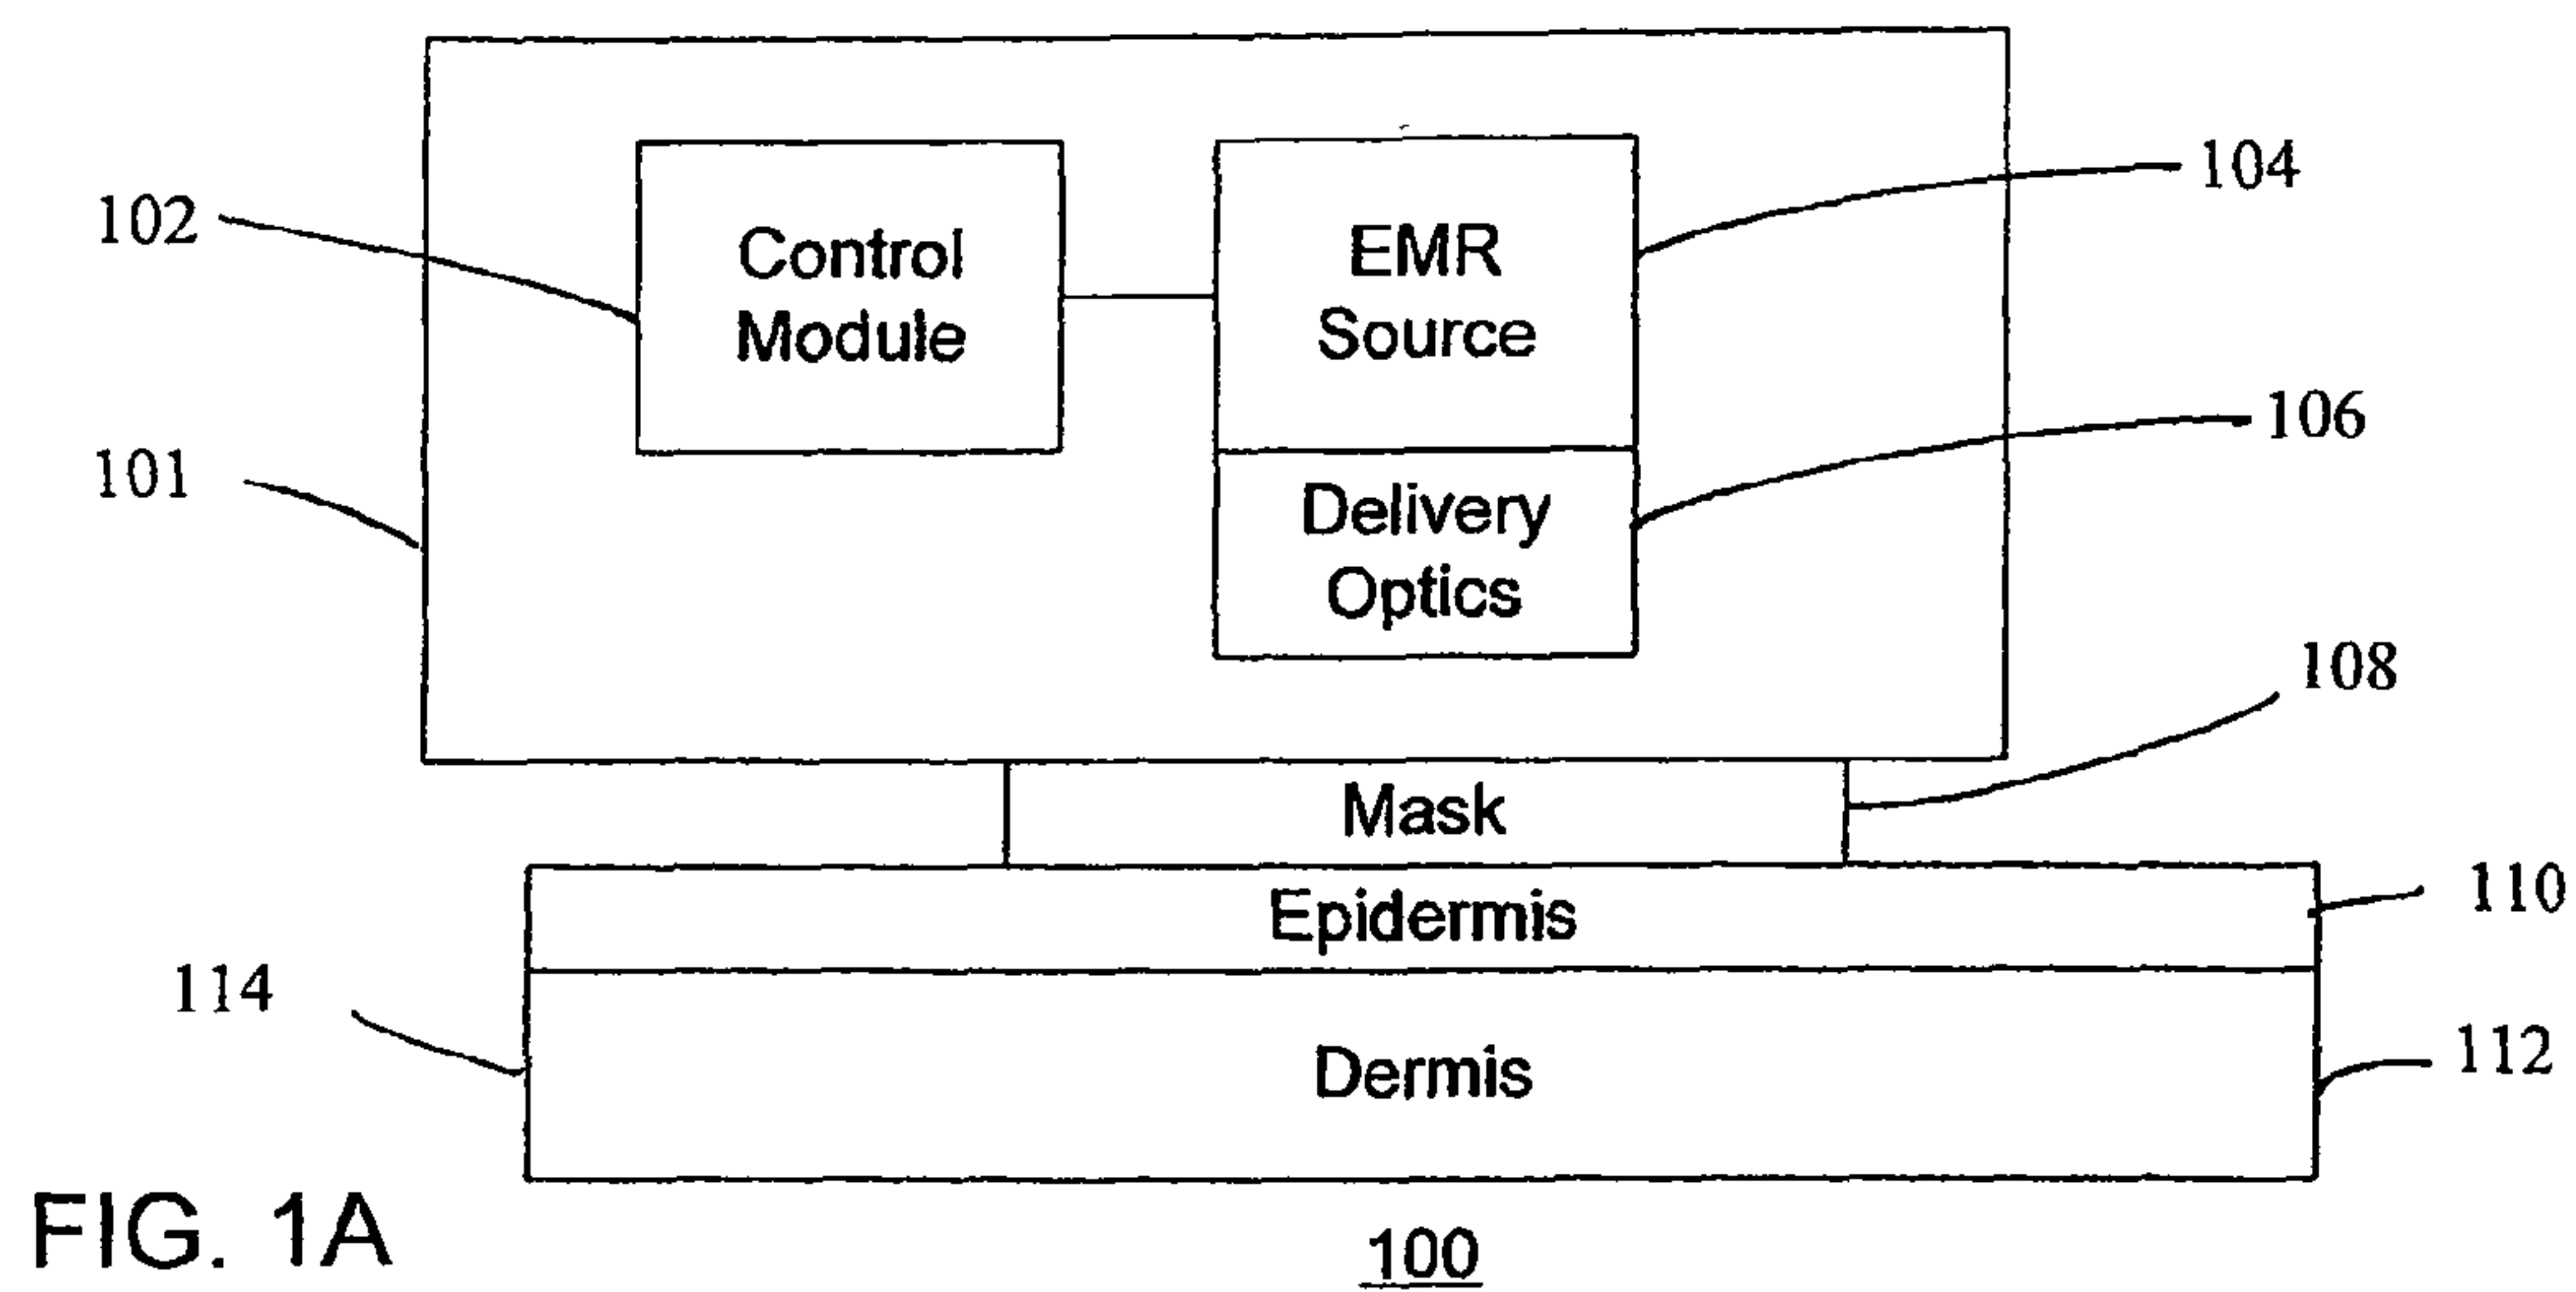 104
102
Control
Module
EMR
Source
106
101
Delivery
Optics
108
Mask
110
Epidermis
114
112
Dermis
FIG. 1A
100